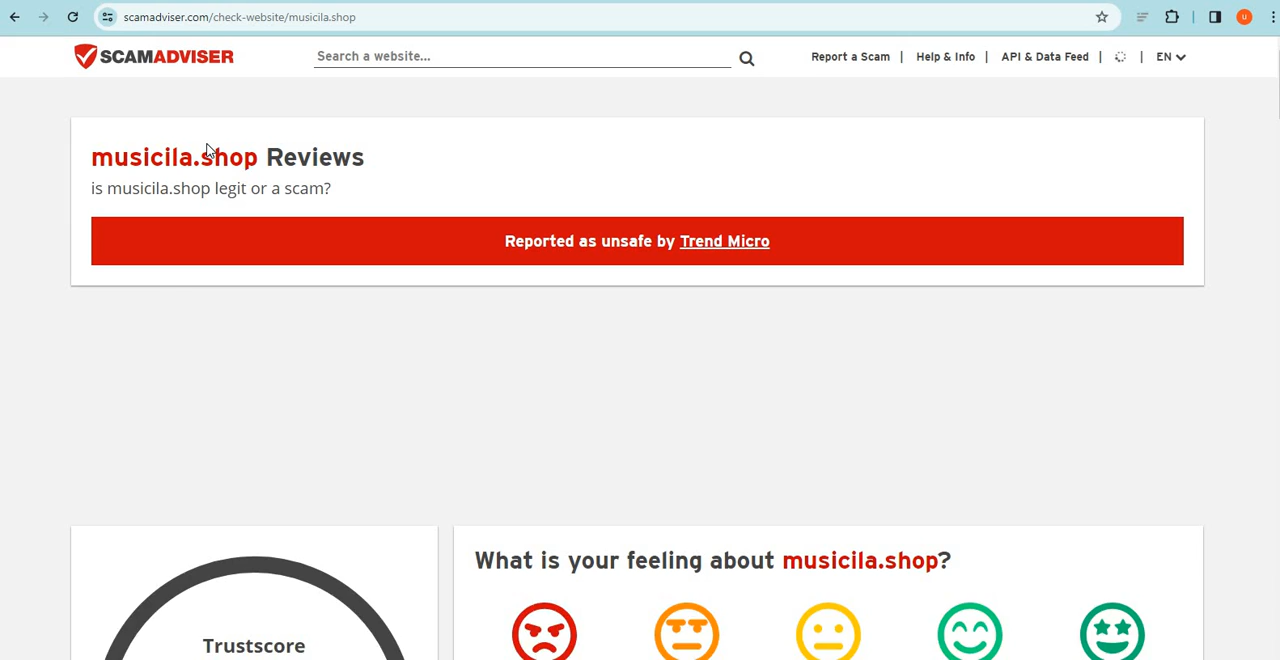 scamadviser.com/check-website/musicila.shop
u
SCAMADVISER
Search a website...
Report a Scam | Help & Info | API & Data Feed | | EN
musicila.shop Reviews
is musicila.shop legit or a scam?
Reported as unsafe by Trend Micro
Trustscore
What is your feeling about musicila.shop?